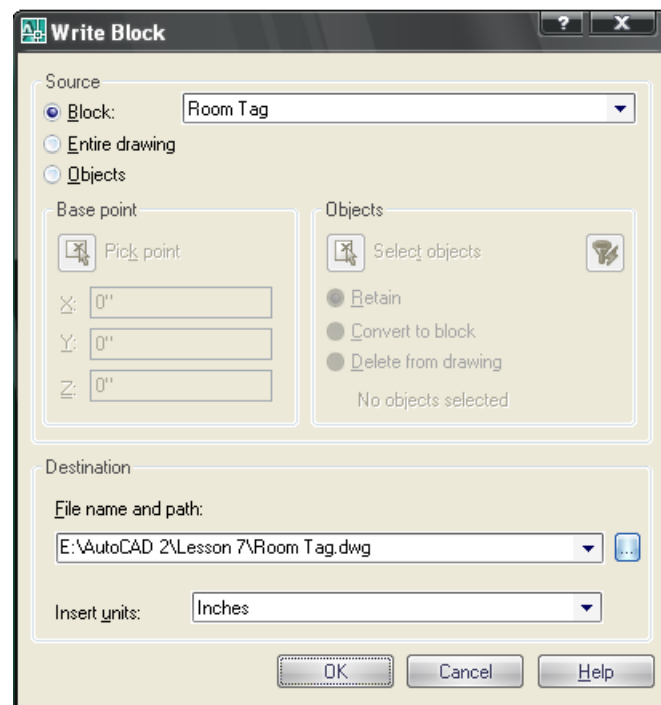 Write Block
?
X
Source
Block:
Room Tag
Entire drawing
Objects
Base point
Pick point
X: 0"
Y: 0"
Z: 0"
Objects
Select objects
Retain
Convert to block
Delete from drawing
No objects selected
Destination
File name and path:
E:\AutoCAD 2\Lesson 7\Room Tag.dwg
...
Insert units:
Inches
OK
Cancel
Help